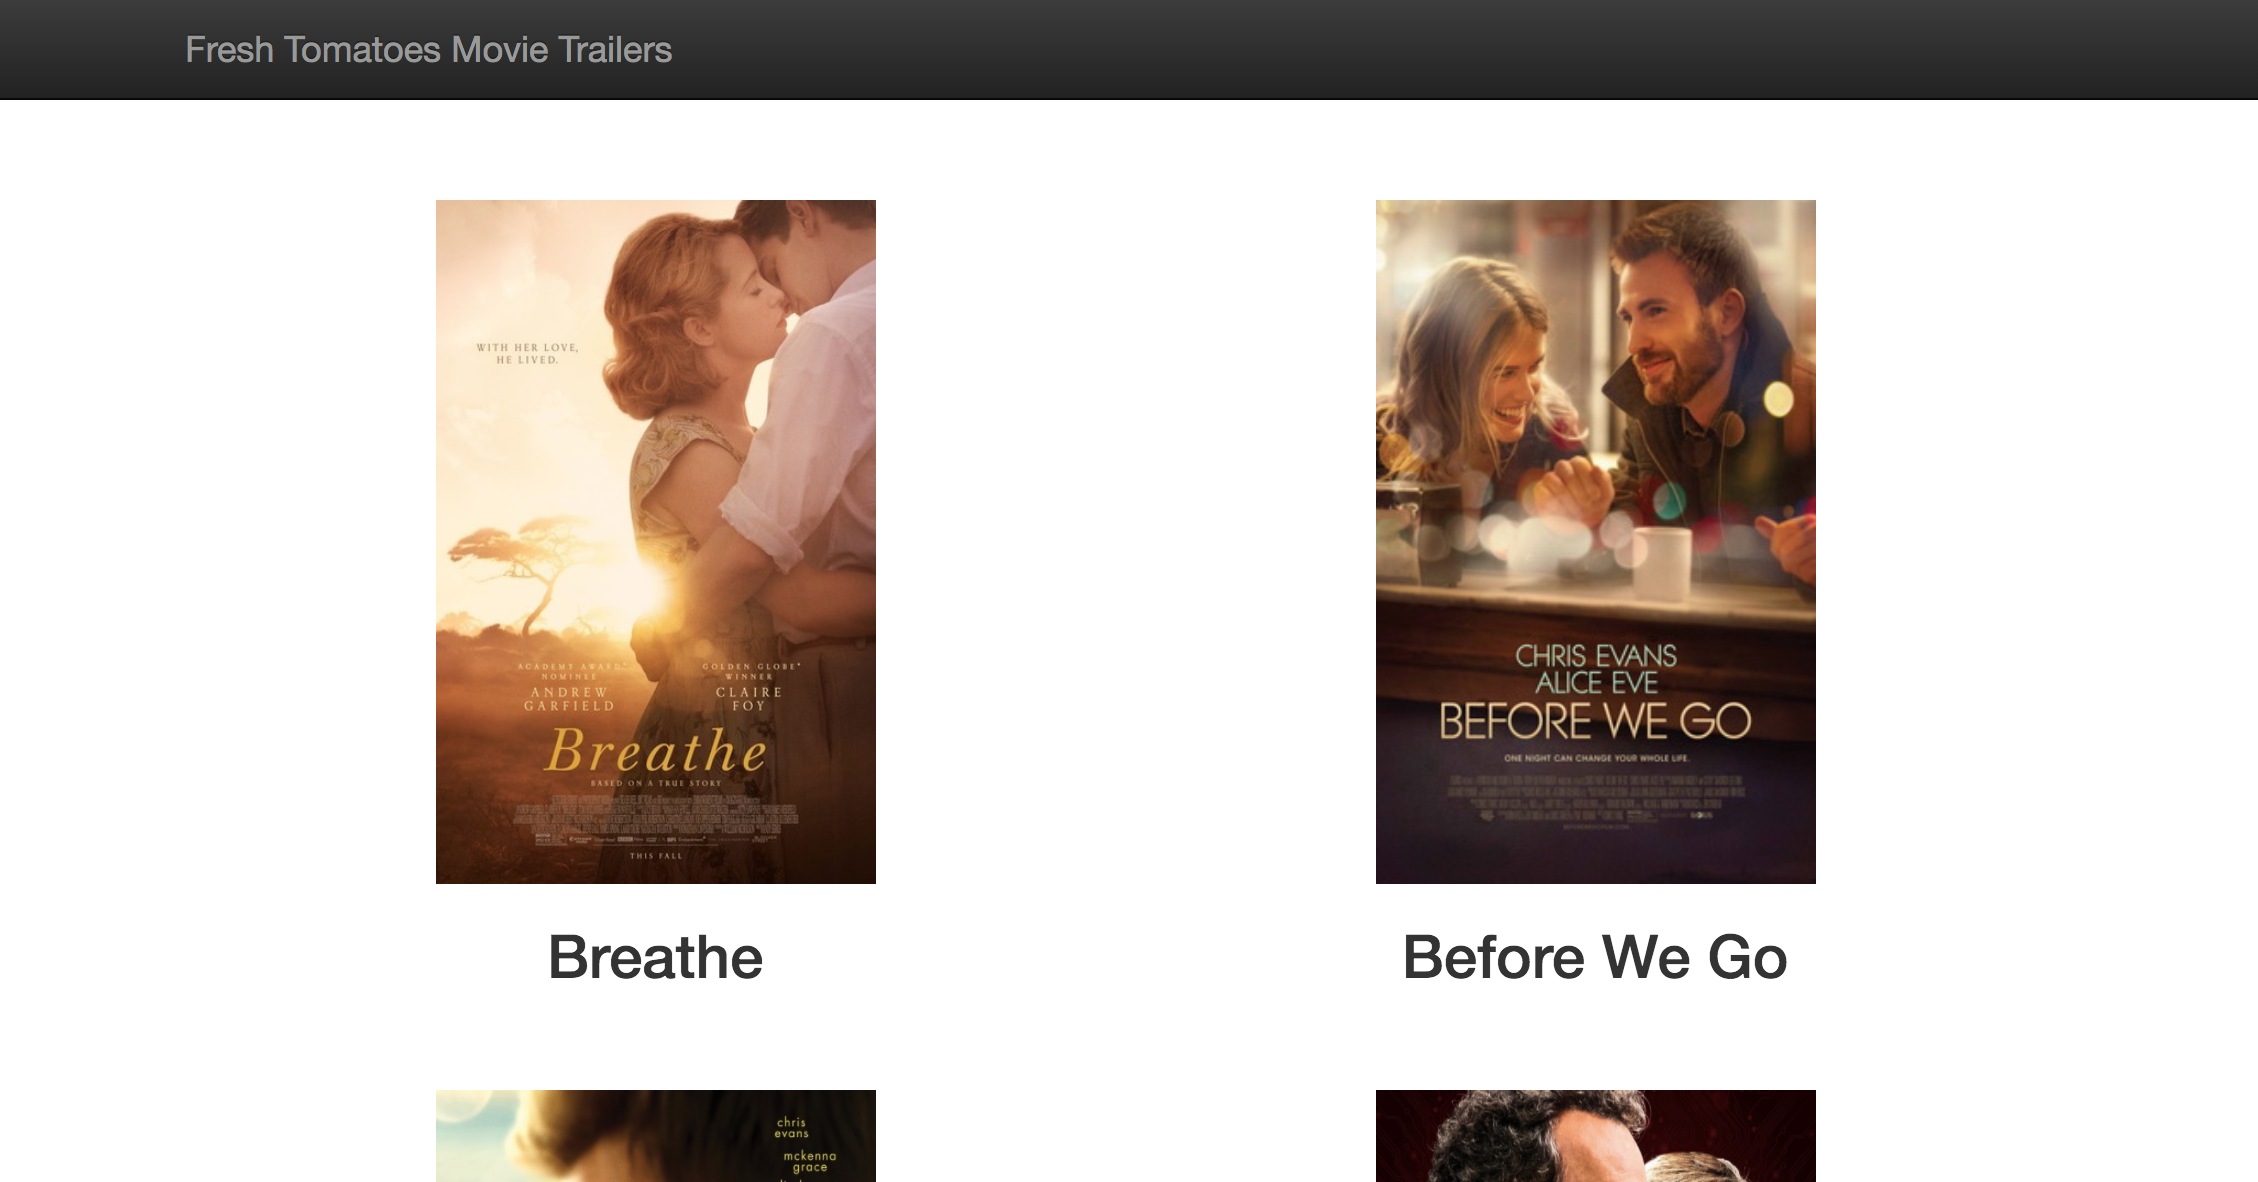 Fresh Tomatoes Movie Trailers
WITH HER LOVE,
HE LIVED.
ACADEMY AWARD®
NOMINEE
ANDREW
GARFIELD
GOLDEN GLOBE®
WINNER
CLAIRE
FOY
Breathe
BASED ON A TRUE STORY
THIS FALL
Breathe
CHRIS EVANS
ALICE EVE
BEFORE WE GO
ONE NIGHT CAN CHANGE YOUR WHOLE LIFE.
Before We Go
chris
evans
mckenna
grace